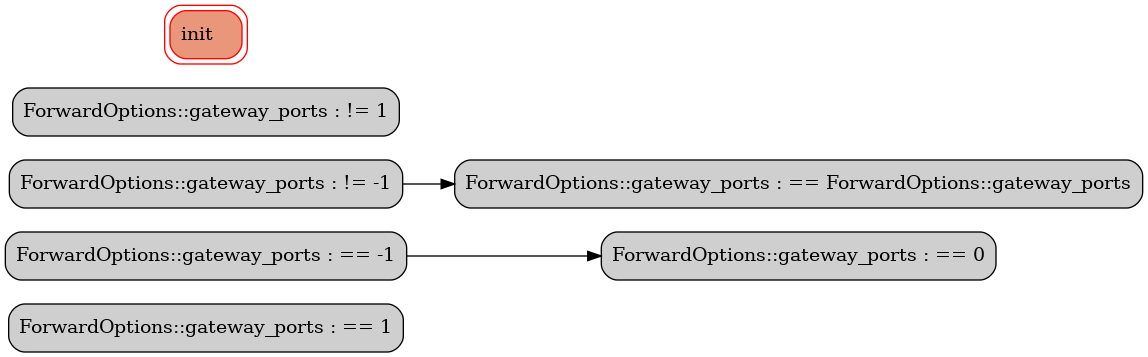 init
ForwardOptions::gateway_ports : != 1
ForwardOptions::gateway_ports : != -1
ForwardOptions::gateway_ports : == ForwardOptions::gateway_ports
ForwardOptions::gateway_ports : == -1
ForwardOptions::gateway_ports : == 0
ForwardOptions::gateway_ports : == 1